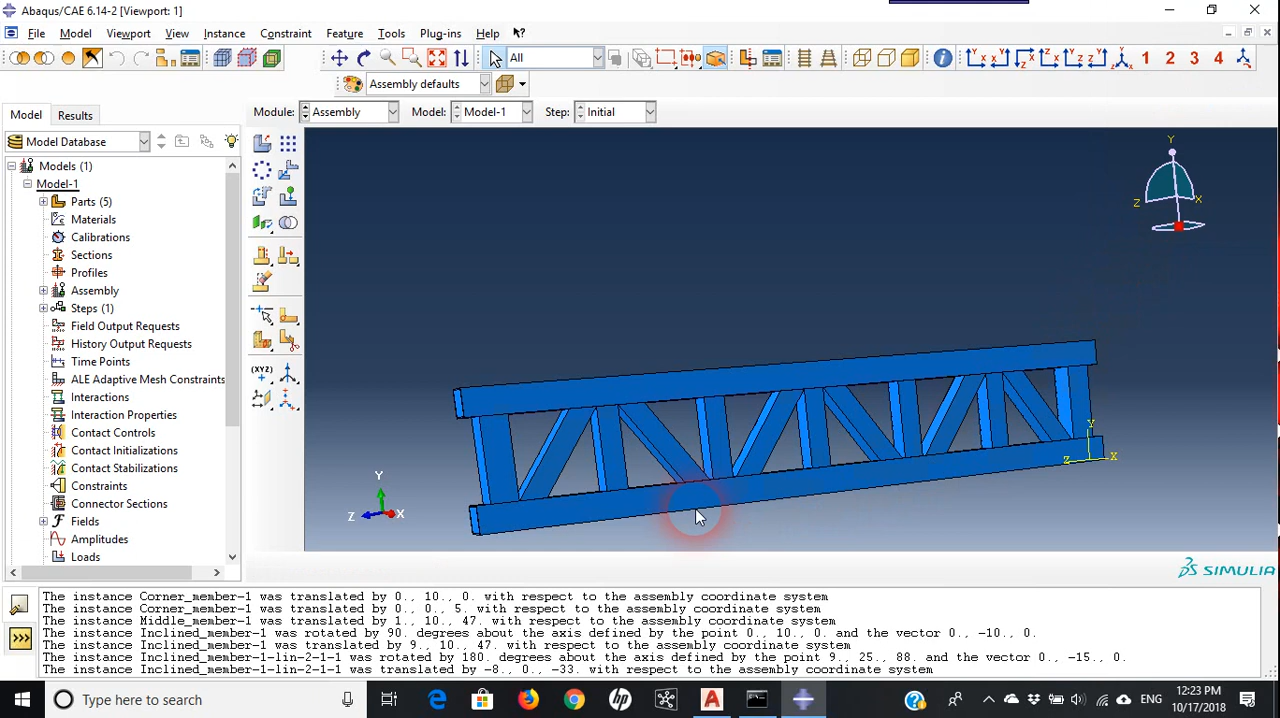 Abaqus/CAE 6.14-2 [Viewport: 1]
File Model Viewport View Instance Constraint Feature Tools Plug-ins Help
All
1 2 3 4
Assembly defaults
Model Results
Module: Assembly Model: Model-1 Step: Initial
Model Database
Models (1)
Model-1
Parts (5)
Materials
Calibrations
Sections
Profiles
Assembly
Steps (1)
Field Output Requests
History Output Requests
Time Points
ALE Adaptive Mesh Constraints
Interactions
Interaction Properties
Contact Controls
Contact Initializations
Contact Stabilizations
Constraints
Connector Sections
Fields
Amplitudes
Loads
(XYZ)
Y
Z X
Y
Z X
Y
Z X
SIMULIA
The instance Corner_member-1 was translated by 0., 10., 0. with respect to the assembly coordinate system
The instance Corner_member-1 was translated by 0., 0., 5. with respect to the assembly coordinate system
The instance Middle_member-1 was translated by 1., 10., 47. with respect to the assembly coordinate system
The instance Inclined_member-1 was rotated by 90. degrees about the axis defined by the point 0., 10., 0. and the vector 0., -10., 0.
The instance Inclined_member-1 was translated by 9., 10., 47. with respect to the assembly coordinate system
The instance Inclined_member-1-lin-2-1-1 was rotated by 180. degrees about the axis defined by the point 9., 25., 88. and the vector 0., -15., 0.
The instance Inclined_member-1-lin-2-1-1 was translated by -8., 0., -33. with respect to the assembly coordinate system
>>>
Type here to search
ENG
12:23 PM
10/17/2018